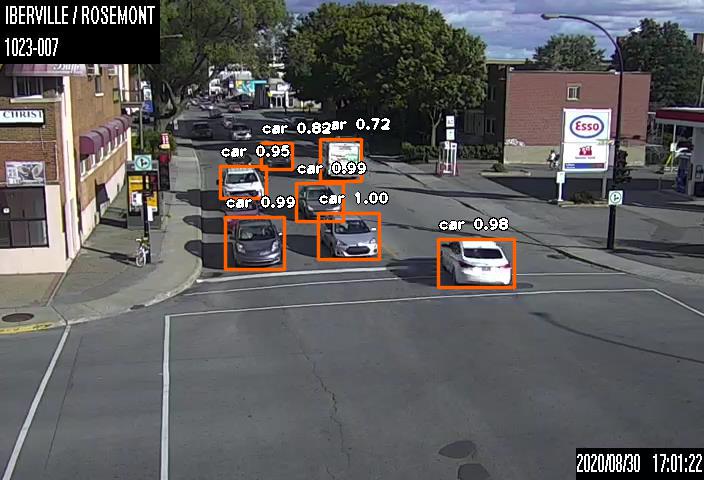 IBERVILLE / ROSEMONT
1023-007
CHRIST
car 0.82
car 0.72
car 0.95
car 0.99
car 0.99
car 1.00
car 0.98
Esso
2020/08/30 17:01:22